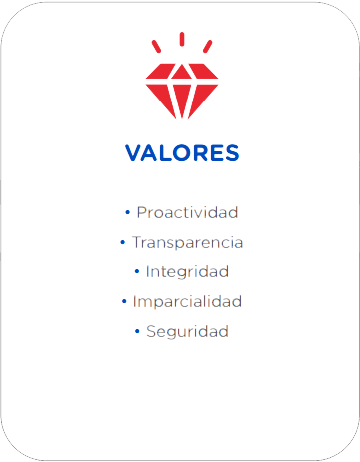 VALORES
• Proactividad
• Transparencia
• Integridad
• Imparcialidad
• Seguridad